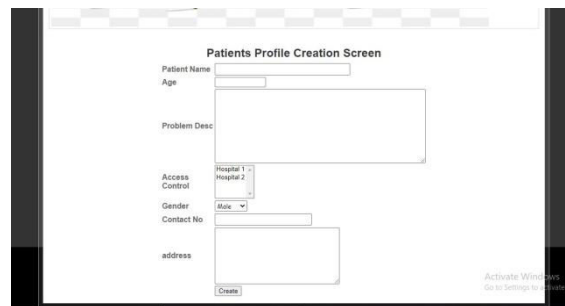 Patients Profile Creation Screen
Patient Name
Age
Problem Desc
Hospital 1
Hospital 2
Access
Control
Gender Male
Contact No
address
Create
Activate Windows
Go to Settings to activate